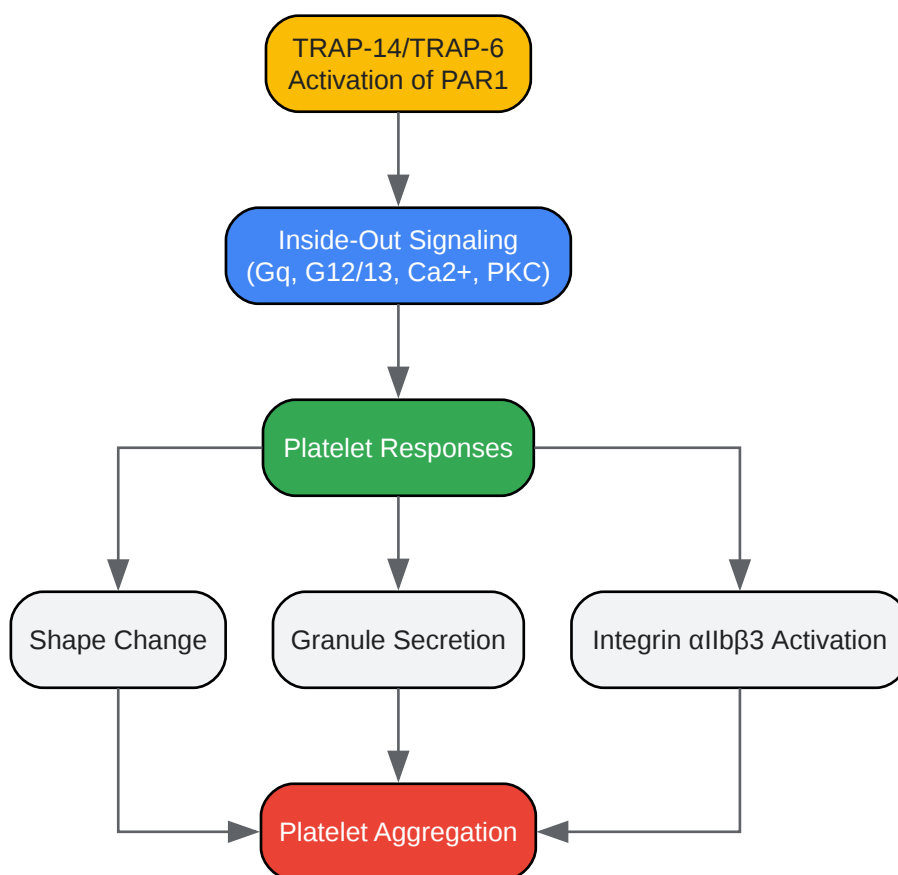 TRAP-14/TRAP-6
Activation of PAR1
Inside-Out Signaling
(Gq, G12/13, Ca2+, PKC)
Platelet Responses
Shape Change
Granule Secretion
Integrin αIIbβ3 Activation
Platelet Aggregation